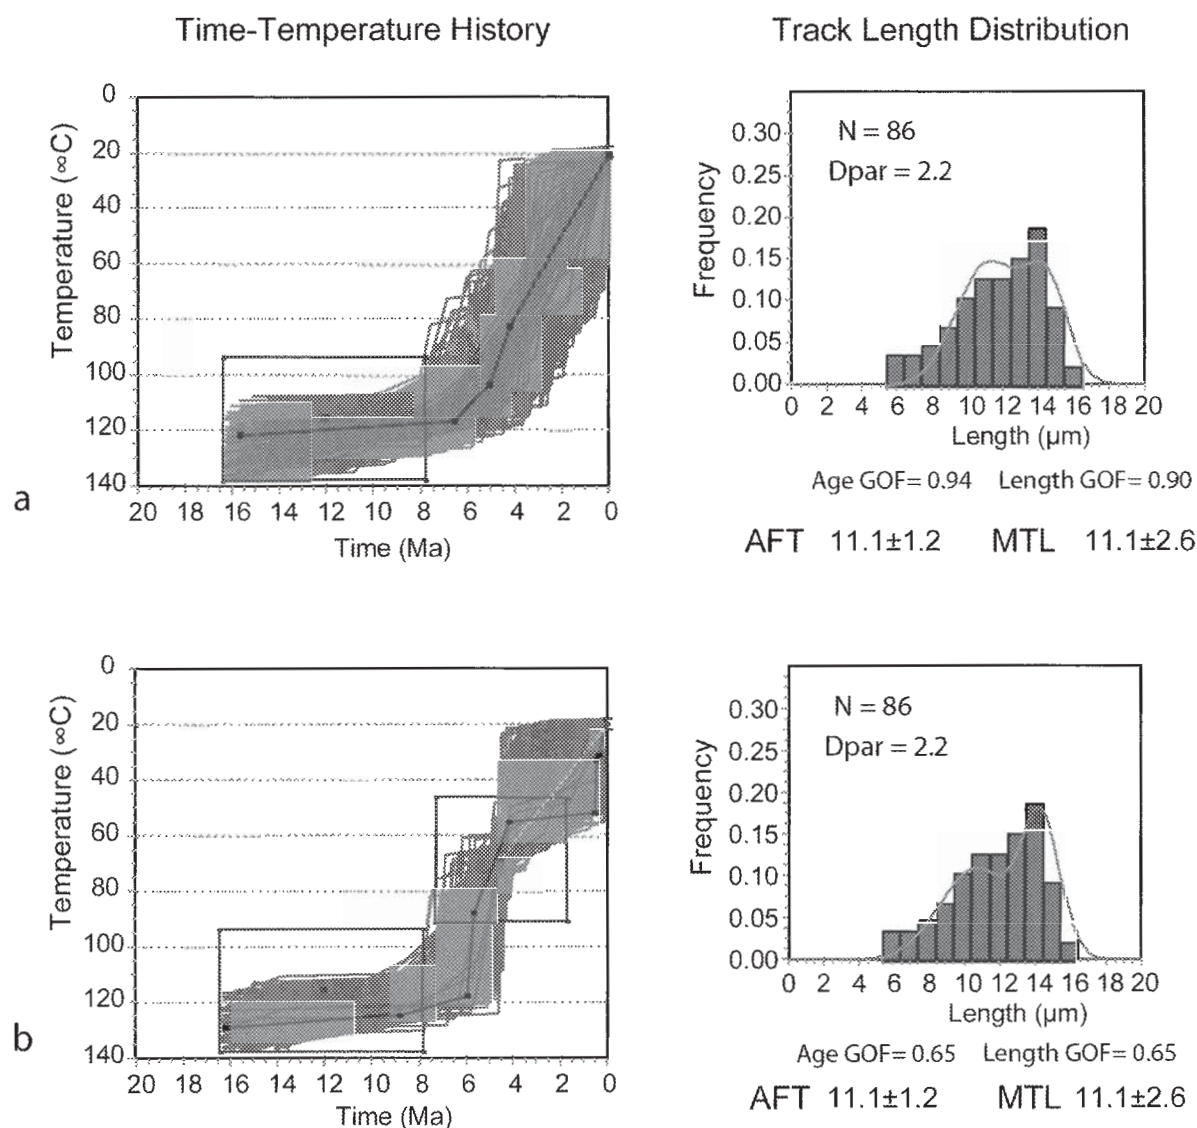 Time-Temperature History
Track Length Distribution
0
20
40
60
80
100
120
140
Temperature (∞C)
20 18 16 14 12 10 8 6 4 2 0
Time (Ma)
a
0.30
0.25
0.20
0.15
0.10
0.05
0.00
Frequency
N = 86
Dpar = 2.2
0 2 4 6 8 10 12 14 16 18 20
Length (µm)
Age GOF= 0.94 Length GOF= 0.90
AFT 11.1±1.2 MTL 11.1±2.6
0
20
40
60
80
100
120
140
Temperature (∞C)
20 18 16 14 12 10 8 6 4 2 0
Time (Ma)
b
0.30
0.25
0.20
0.15
0.10
0.05
0.00
Frequency
N = 86
Dpar = 2.2
0 2 4 6 8 10 12 14 16 18 20
Length (µm)
Age GOF= 0.65 Length GOF= 0.65
AFT 11.1±1.2 MTL 11.1±2.6